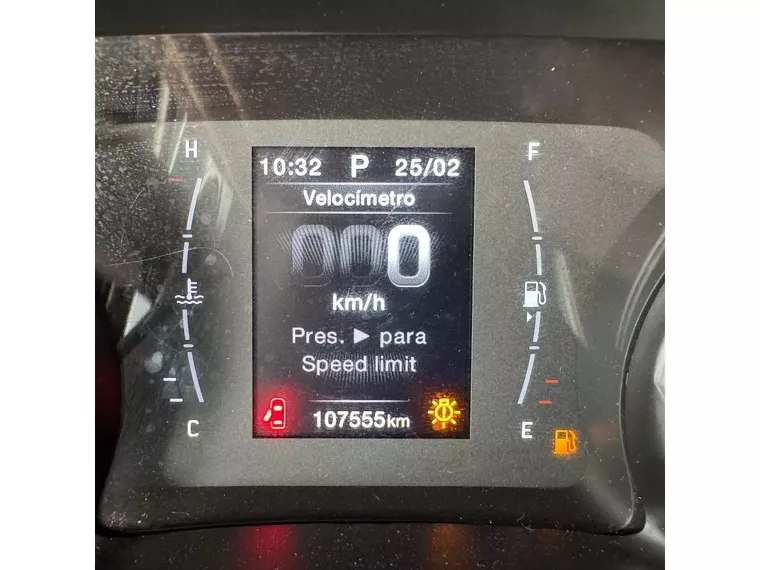 H
F
10:32 P 25/02
Velocímetro
000
km/h
Pres. ► para
Speed limit
107555km
C
E